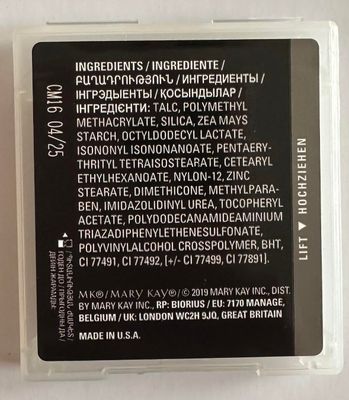 INGREDIENTS / INGREDIENTE /
ԲԱՂԱԴՐՈՒԹՅՈՒՆ / ИНГРЕДИЕНТЫ /
ІНГРЭДЫЕНТЫ / ҚОСЫНДЫЛАР /
ІНГРЕДІЄНТИ: TALC, POLYMETHYL
METHACRYLATE, SILICA, ZEA MAYS
STARCH, OCTYLDODECYL LACTATE,
ISONONYL ISONONANOATE, PENTAERY-
THRITYL TETRAISOSTEARATE, CETEARYL
ETHYLHEXANOATE, NYLON-12, ZINC
STEARATE, DIMETHICONE, METHYLPARA-
BEN, IMIDAZOLIDINYL UREA, TOCOPHERYL
ACETATE, POLYDECANAMIDEAMINIUM
TRIAZADIPHENYLETHENESULFONATE,
POLYVINYLALCOHOL CROSSPOLYMER, BHT,
CI 77491, CI 77492, [+/- CI 77499, CI 77891].
MK® / MARY KAY® / © 2019 MARY KAY INC., DIST.
BY MARY KAY INC., RP: BIORIUS / EU: 7170 MANAGE,
BELGIUM / UK: LONDON WC2H 9JQ, GREAT BRITAIN
MADE IN U.S.A.
CM16 04/25
LIFT ▼ HOCHZIEHEN